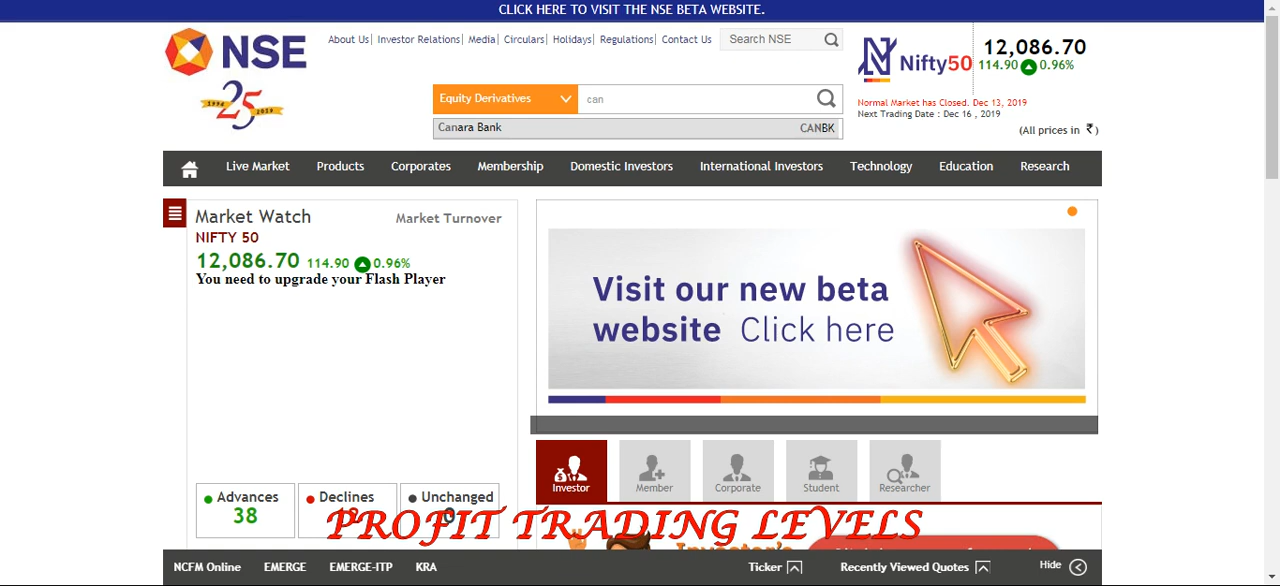 CLICK HERE TO VISIT THE NSE BETA WEBSITE.
NSE
About Us| Investor Relations| Media| Circulars| Holidays| Regulations| Contact Us
Search NSE
1994 25 2019
Equity Derivatives
can
Canara Bank CANBK
Nifty50
12,086.70
114.90 0.96%
Normal Market has Closed. Dec 13, 2019
Next Trading Date : Dec 16 , 2019
(All prices in ₹ )
Live Market Products Corporates Membership Domestic Investors International Investors Technology Education Research
Market Watch Market Turnover
NIFTY 50
12,086.70 114.90 0.96%
You need to upgrade your Flash Player
Visit our new beta
website Click here
Investor Member Corporate Student Researcher
Advances Declines Unchanged
38 12 0
PROFIT TRADING LEVELS
Investor's
NCFM Online EMERGE EMERGE-ITP KRA Ticker Recently Viewed Quotes Hide